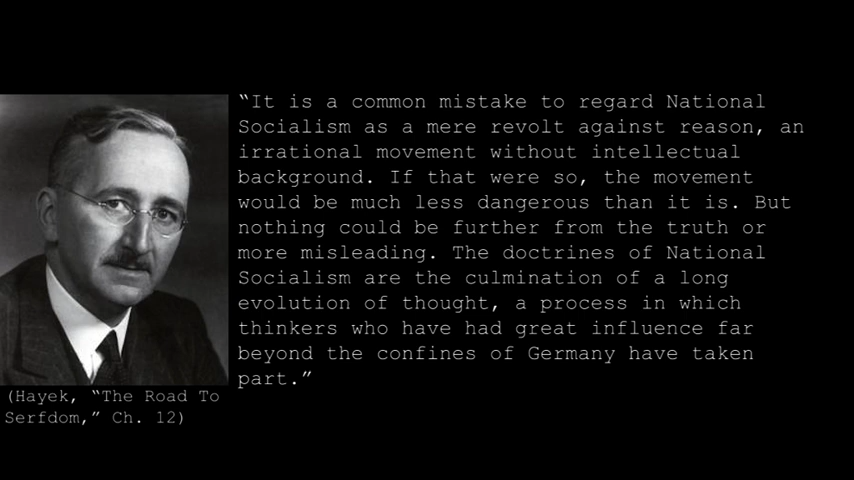 “It is a common mistake to regard National
Socialism as a mere revolt against reason, an
irrational movement without intellectual
background. If that were so, the movement
would be much less dangerous than it is. But
nothing could be further from the truth or
more misleading. The doctrines of National
Socialism are the culmination of a long
evolution of thought, a process in which
thinkers who have had great influence far
beyond the confines of Germany have taken
part.”
(Hayek, “The Road To
Serfdom,” Ch. 12)